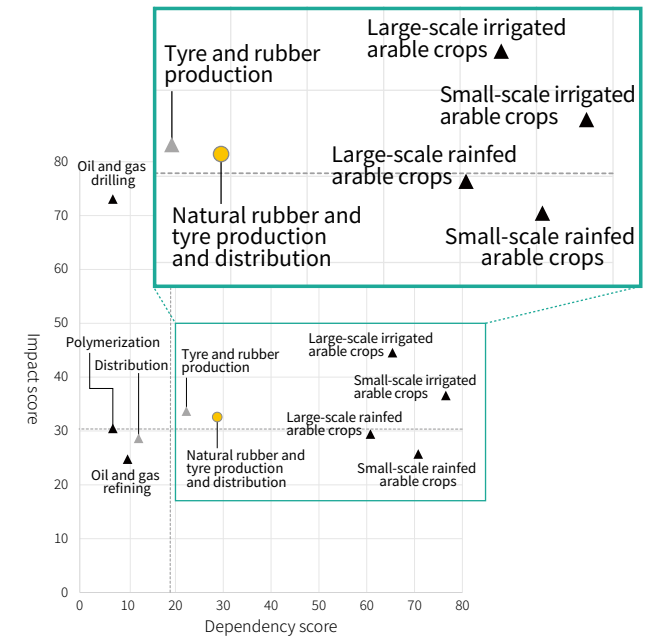 Large-scale irrigated
arable crops
Tyre and rubber
production
Small-scale irrigated
arable crops
Large-scale rainfed
arable crops
Natural rubber and
tyre production
and distribution
Small-scale rainfed
arable crops
80
Oil and gas
drilling
70
60
50
Polymerization
Distribution
Tyre and rubber
production
Large-scale irrigated
arable crops
40
Small-scale irrigated
arable crops
Large-scale rainfed
arable crops
30
Oil and gas
refining
Natural rubber and
tyre production
and distribution
Small-scale rainfed
arable crops
20
10
0
Impact score
0 10 20 30 40 50 60 70 80
Dependency score